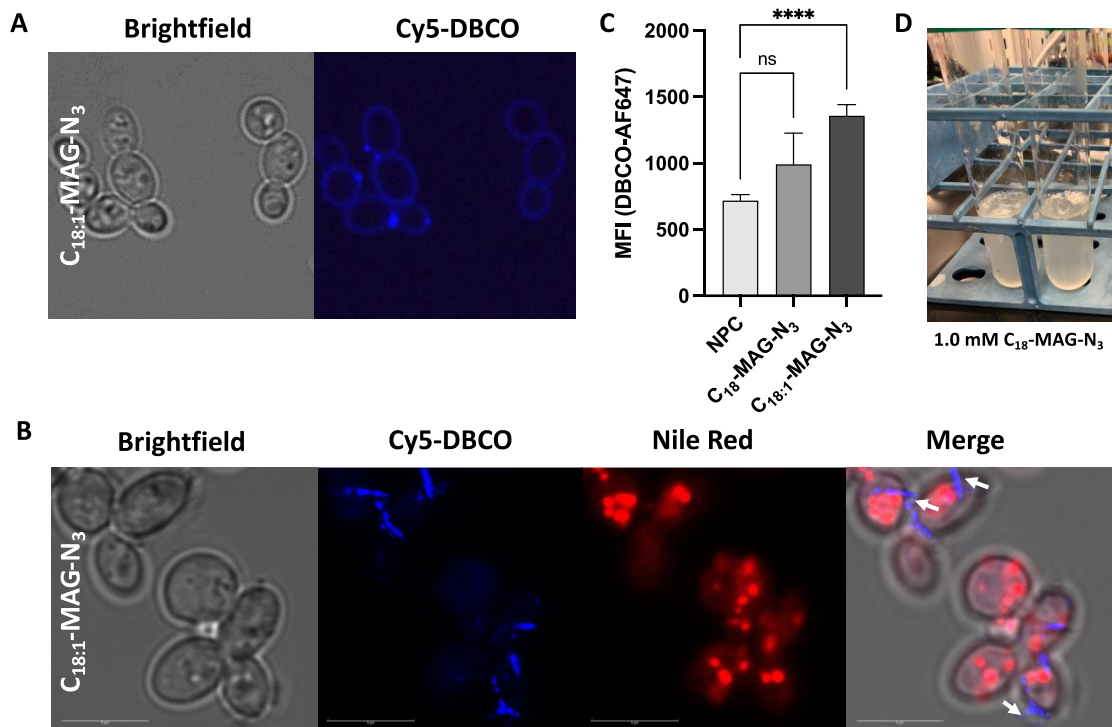 A
Brightfield
Cy5-DBCO
C18:1-MAG-N3
C
****
ns
2000
1500
1000
500
0
MFI (DBCO-AF647)
NPC
C18-MAG-N3
C18:1-MAG-N3
D
1.0 mM C18-MAG-N3
B
Brightfield
Cy5-DBCO
Nile Red
Merge
C18:1-MAG-N3